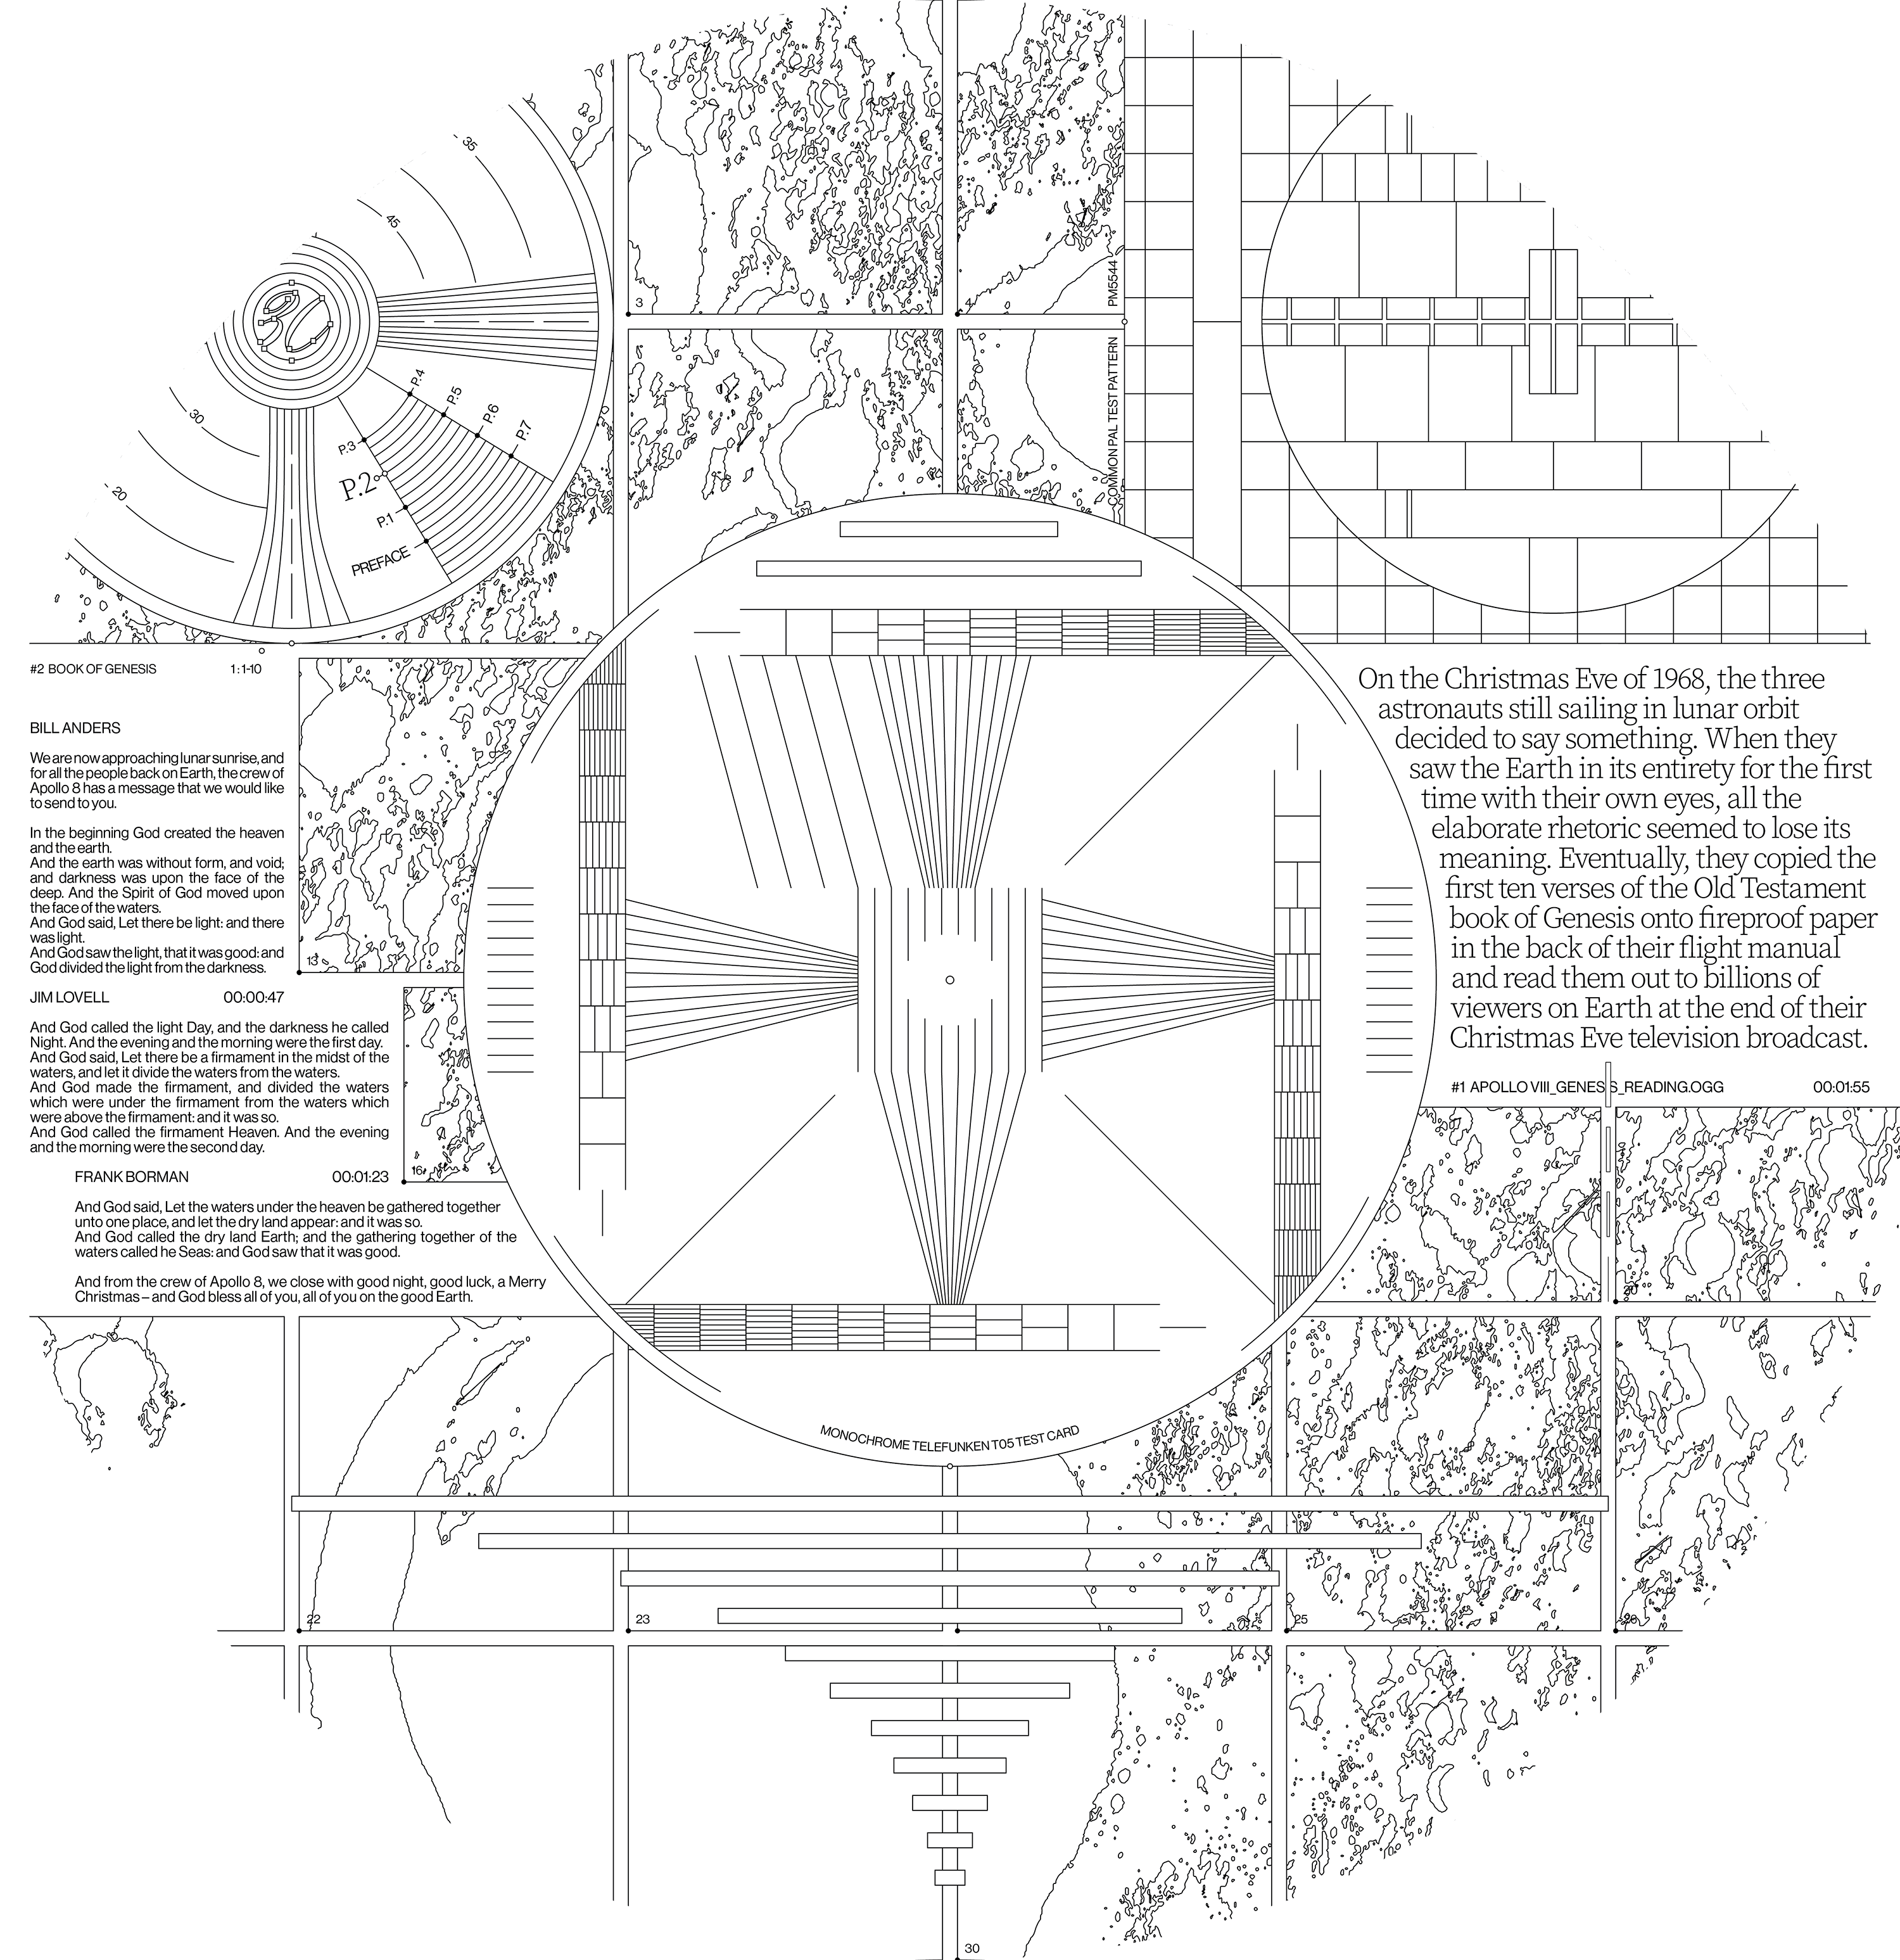 35
45
30
20
P.4
P.5
P.6
P.7
P.3
P.2
P.1
PREFACE
3
4
PM5544
COMMON PAL TEST PATTERN
#2 BOOK OF GENESIS 1:1-10
BILL ANDERS
We are now approaching lunar sunrise, and
for all the people back on Earth, the crew of
Apollo 8 has a message that we would like
to send to you.
In the beginning God created the heaven
and the earth.
And the earth was without form, and void;
and darkness was upon the face of the
deep. And the Spirit of God moved upon
the face of the waters.
And God said, Let there be light: and there
was light.
And God saw the light, that it was good: and
God divided the light from the darkness.
13
JIM LOVELL 00:00:47
And God called the light Day, and the darkness he called
Night. And the evening and the morning were the first day.
And God said, Let there be a firmament in the midst of the
waters, and let it divide the waters from the waters.
And God made the firmament, and divided the waters
which were under the firmament from the waters which
were above the firmament: and it was so.
And God called the firmament Heaven. And the evening
and the morning were the second day.
16
FRANK BORMAN 00:01:23
And God said, Let the waters under the heaven be gathered together
unto one place, and let the dry land appear: and it was so.
And God called the dry land Earth; and the gathering together of the
waters called he Seas: and God saw that it was good.
And from the crew of Apollo 8, we close with good night, good luck, a Merry
Christmas – and God bless all of you, all of you on the good Earth.
On the Christmas Eve of 1968, the three
astronauts still sailing in lunar orbit
decided to say something. When they
saw the Earth in its entirety for the first
time with their own eyes, all the
elaborate rhetoric seemed to lose its
meaning. Eventually, they copied the
first ten verses of the Old Testament
book of Genesis onto fireproof paper
in the back of their flight manual
and read them out to billions of
viewers on Earth at the end of their
Christmas Eve television broadcast.
#1 APOLLO VIII_GENESIS_READING.OGG 00:01:55
MONOCHROME TELEFUNKEN T05 TEST CARD
22
23
25
30